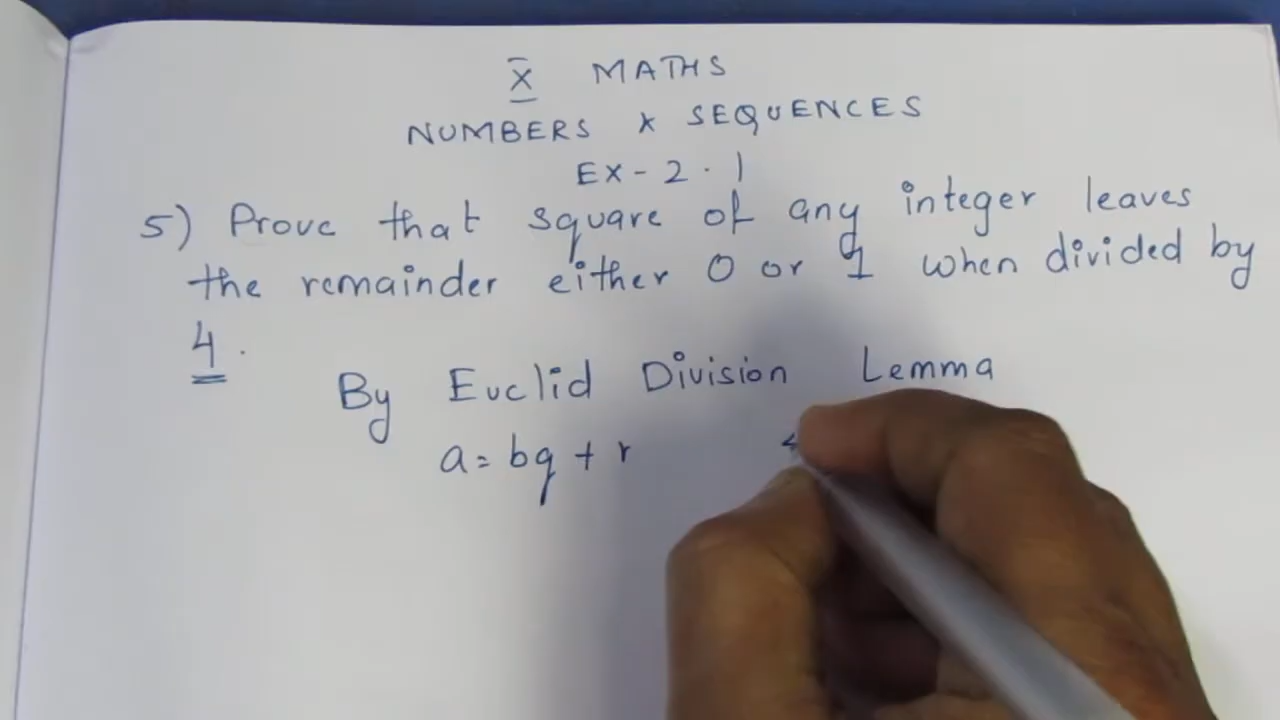 X MATHS
NUMBERS & SEQUENCES
EX - 2.1
5) Prove that square of any integer leaves
the remainder either 0 or 1 when divided by
4.
By Euclid Division Lemma
a = bq + r